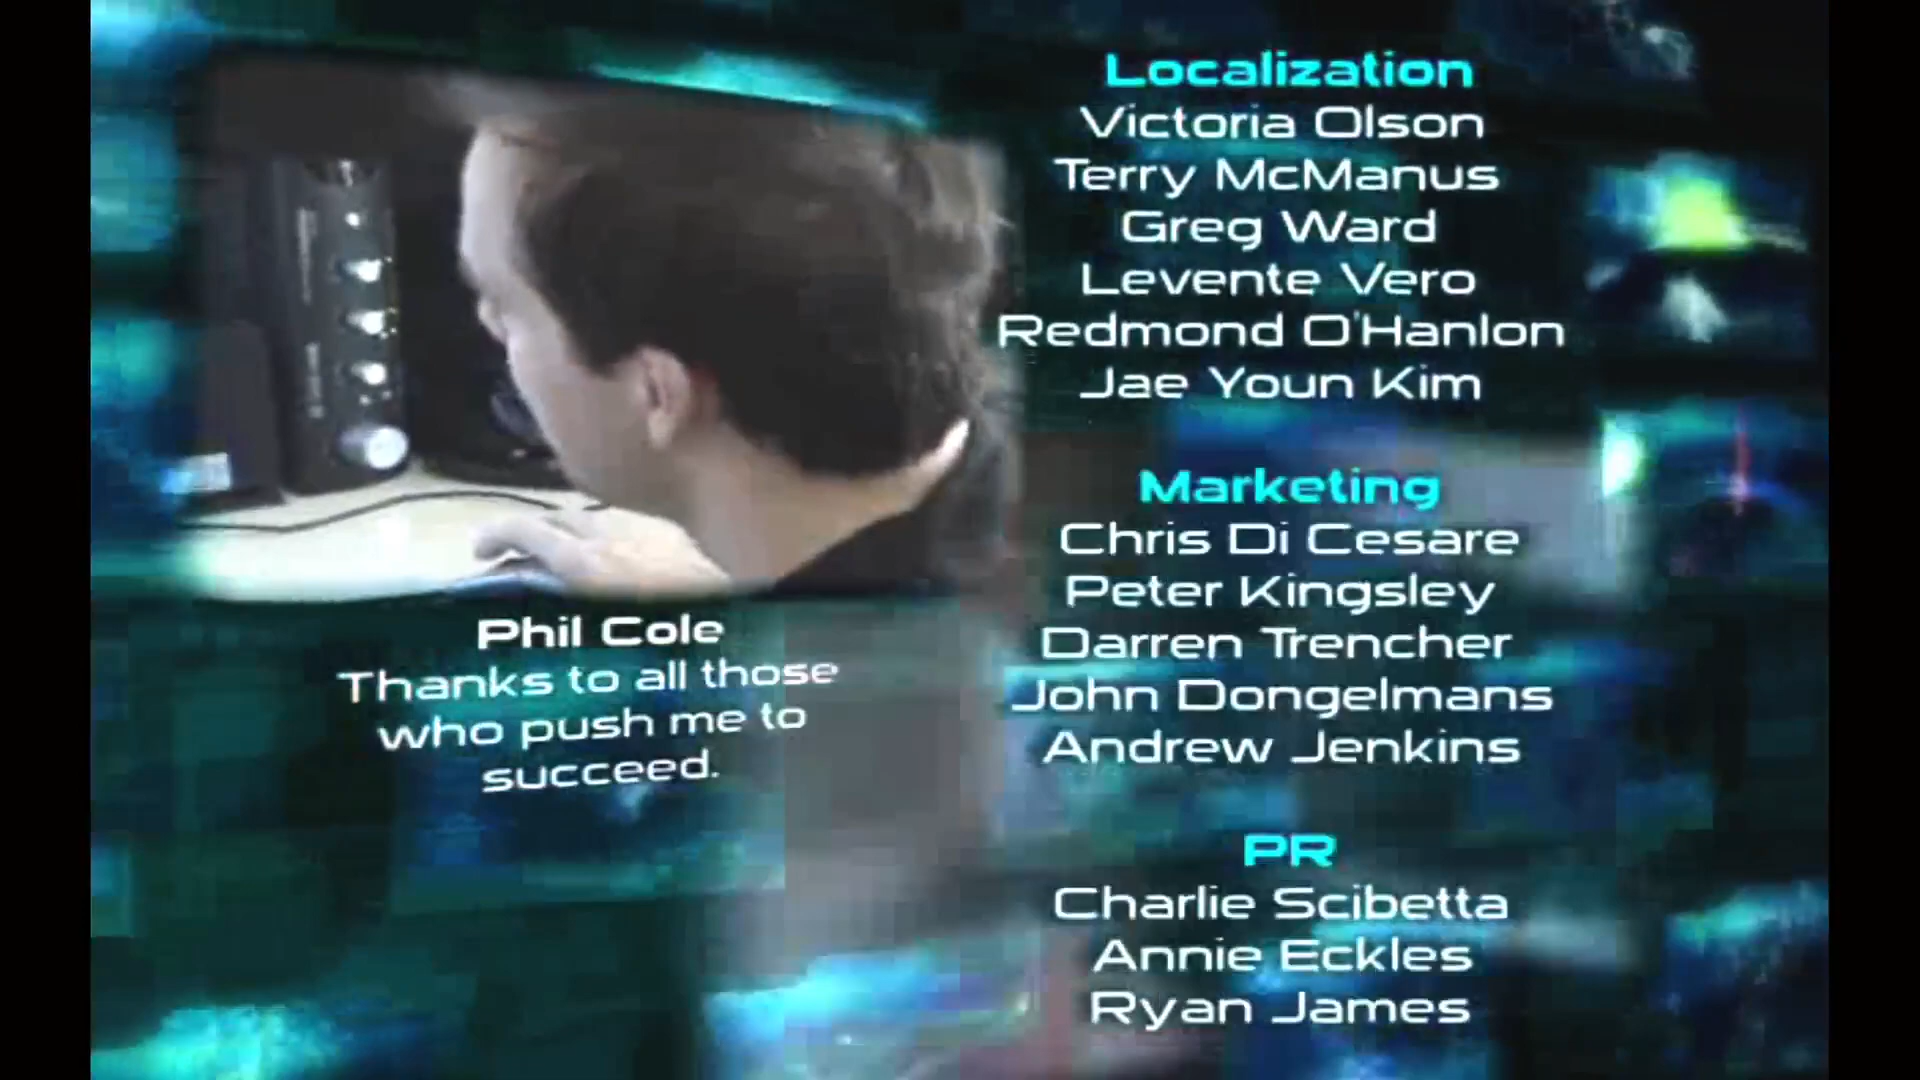 Phil Cole
Thanks to all those
who push me to
succeed.
Localization
Victoria Olson
Terry McManus
Greg Ward
Levente Vero
Redmond O'Hanlon
Jae Youn Kim
Marketing
Chris Di Cesare
Peter Kingsley
Darren Trencher
John Dongelmans
Andrew Jenkins
PR
Charlie Scibetta
Annie Eckles
Ryan James